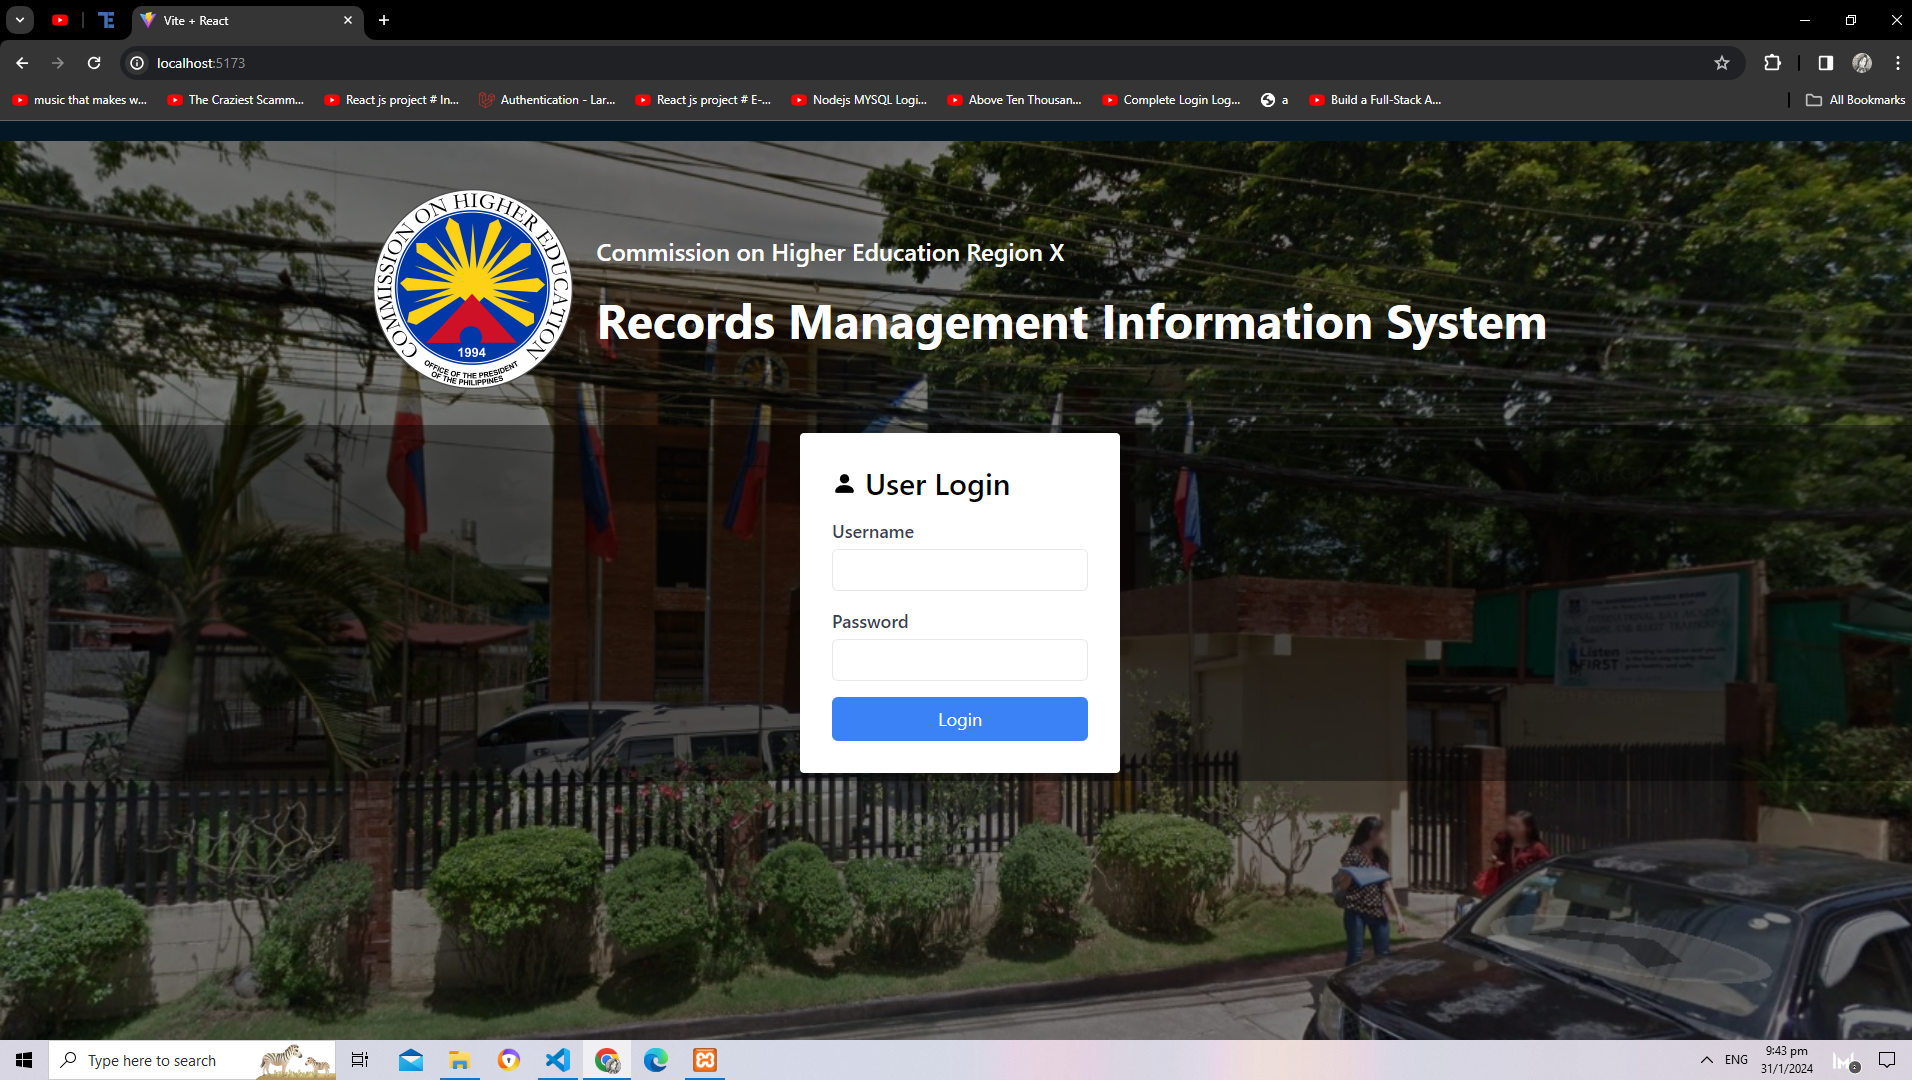 Vite + React
localhost:5173
music that makes w...
The Craziest Scamm...
React js project # In...
Authentication - Lar...
React js project # E-...
Nodejs MYSQL Logi...
Above Ten Thousan...
Complete Login Log...
a
Build a Full-Stack A...
All Bookmarks
COMMISSION ON HIGHER EDUCATION
1994
OFFICE OF THE PRESIDENT
OF THE PHILIPPINES
Commission on Higher Education Region X
Records Management Information System
User Login
Username
Password
Login
Listen
FIRST
Type here to search
ENG
9:43 pm
31/1/2024